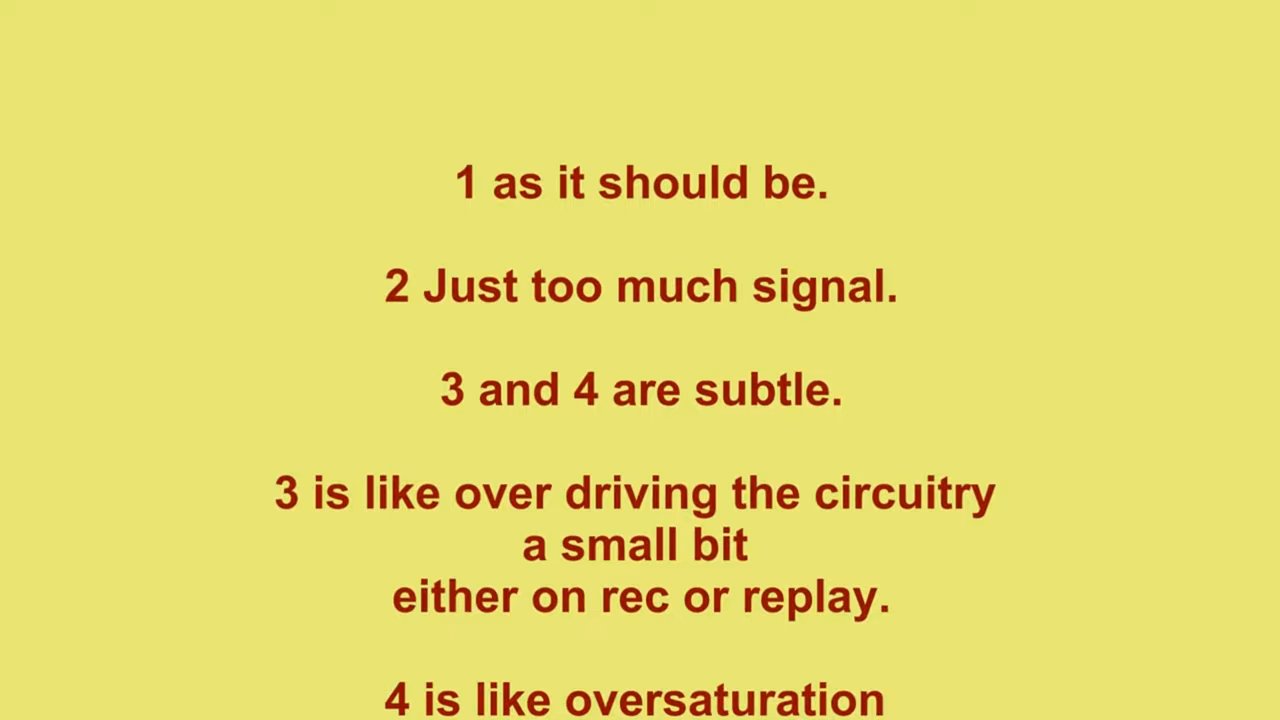 1 as it should be.
2 Just too much signal.
3 and 4 are subtle.
3 is like over driving the circuitry
a small bit
either on rec or replay.
4 is like oversaturation